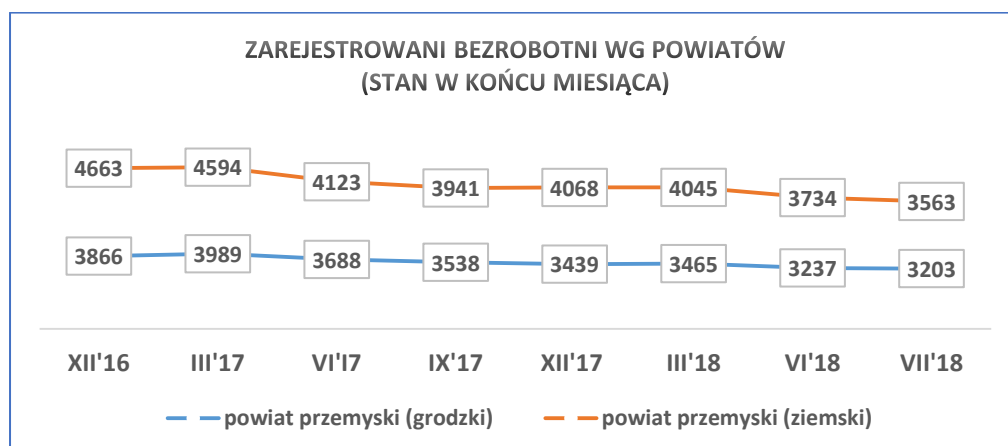 ZAREJESTROWANI BEZROBOTNI WG POWIATÓW
(STAN W KOŃCU MIESIĄCA)
4663 4594 4123 3941 4068 4045 3734 3563
3866 3989 3688 3538 3439 3465 3237 3203
XII'16 III'17 VI'I7 IX'17 XII'17 III'18 VI'18 VII'18
powiat przemyski (grodzki) powiat przemyski (ziemski)